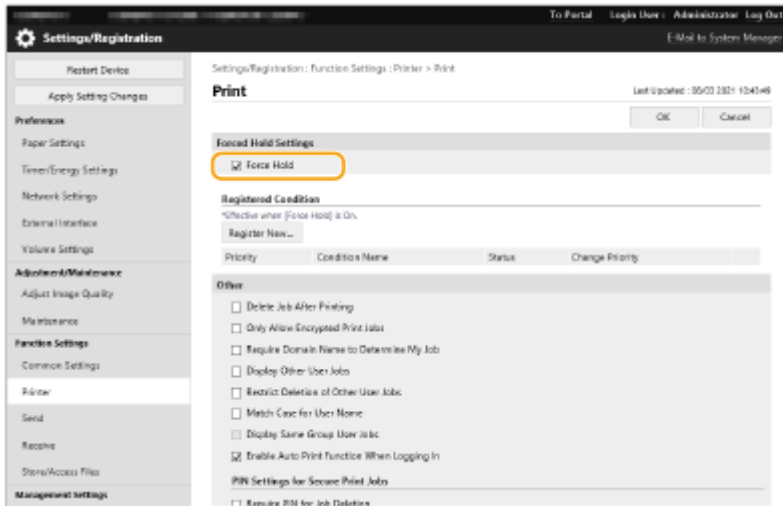 To Portal Login User : Administrator Log Out
Settings/Registration
E-Mail to System Manager
Restart Device
Apply Setting Changes
Preferences
Paper Settings
Timer/Energy Settings
Network Settings
External Interface
Volume Settings
Adjustment/Maintenance
Adjust Image Quality
Maintenance
Function Settings
Common Settings
Printer
Send
Receive
Store/Access Files
Management Settings
Settings/Registration : Function Settings : Printer > Print
Print
Last Updated :
OK Cancel
Forced Hold Settings
Force Hold
Registered Condition
*Effective when [Force Hold] is On.
Register New...
Priority Condition Name Status Change Priority
Other
Delete Job After Printing
Only Allow Encrypted Print Jobs
Require Domain Name to Determine My Job
Display Other User Jobs
Restrict Deletion of Other User Jobs
Match Case for User Name
Display Same Group User Jobs
Enable Auto Print Function When Logging In
PIN Settings for Secure Print Jobs
Require PIN for Job Deleting